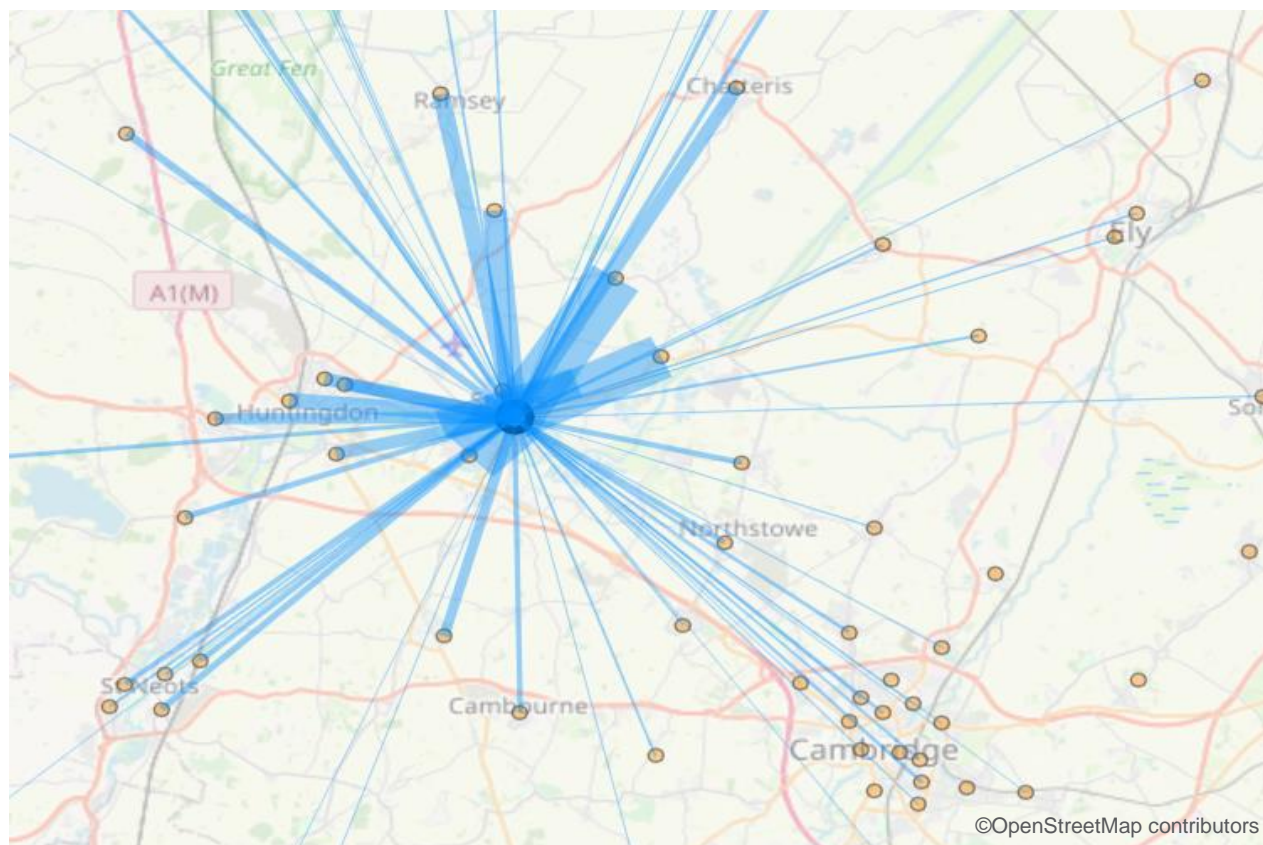 Great Fen
Ramsey
Chatteris
Ely
A1(M)
Huntingdon
Northstowe
St Neots
Cambourne
Cambridge
©OpenStreetMap contributors